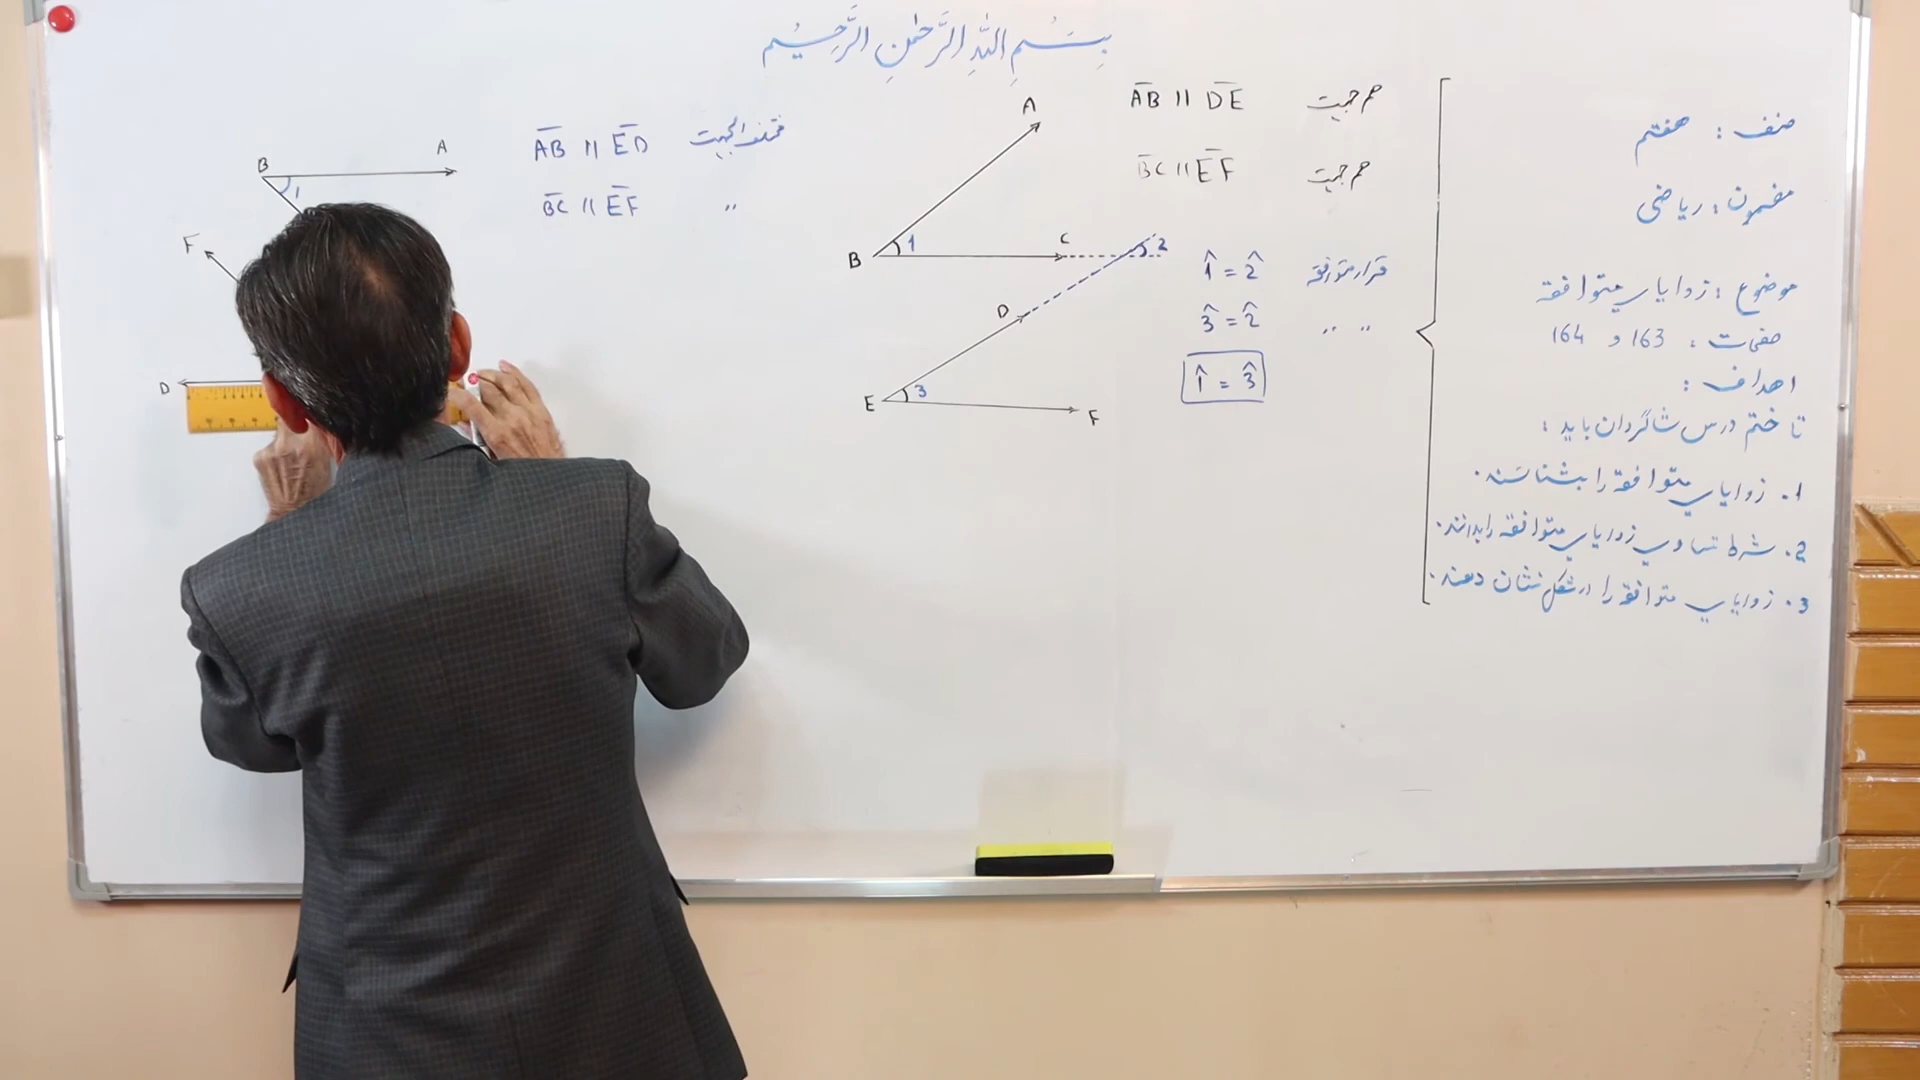 بِسْمِ اللهِ الرَّحْمٰنِ الرَّحِيْمِ
صنف : هفتم
مضمون : ریاضی
موضوع : زوایای متوافقه
صفحات : 163 و 164
اهداف :
تا ختم درس شاگردان باید :
1. زوایای متوافقه را بشناسند.
2. شرط تساوی زوایای متوافقه را بدانند.
3. زوایای متوافقه را در شکل نشان دهند.
AB || DE هم جهت
BC || EF هم جهت
1̂ = 2̂ قرار متوافقه
3̂ = 2̂ " "
1̂ = 3̂
A
B
1
C
2
D
E
3
F
AB || ED مختلف الجهت
BC || EF "
B
A
1
F
D